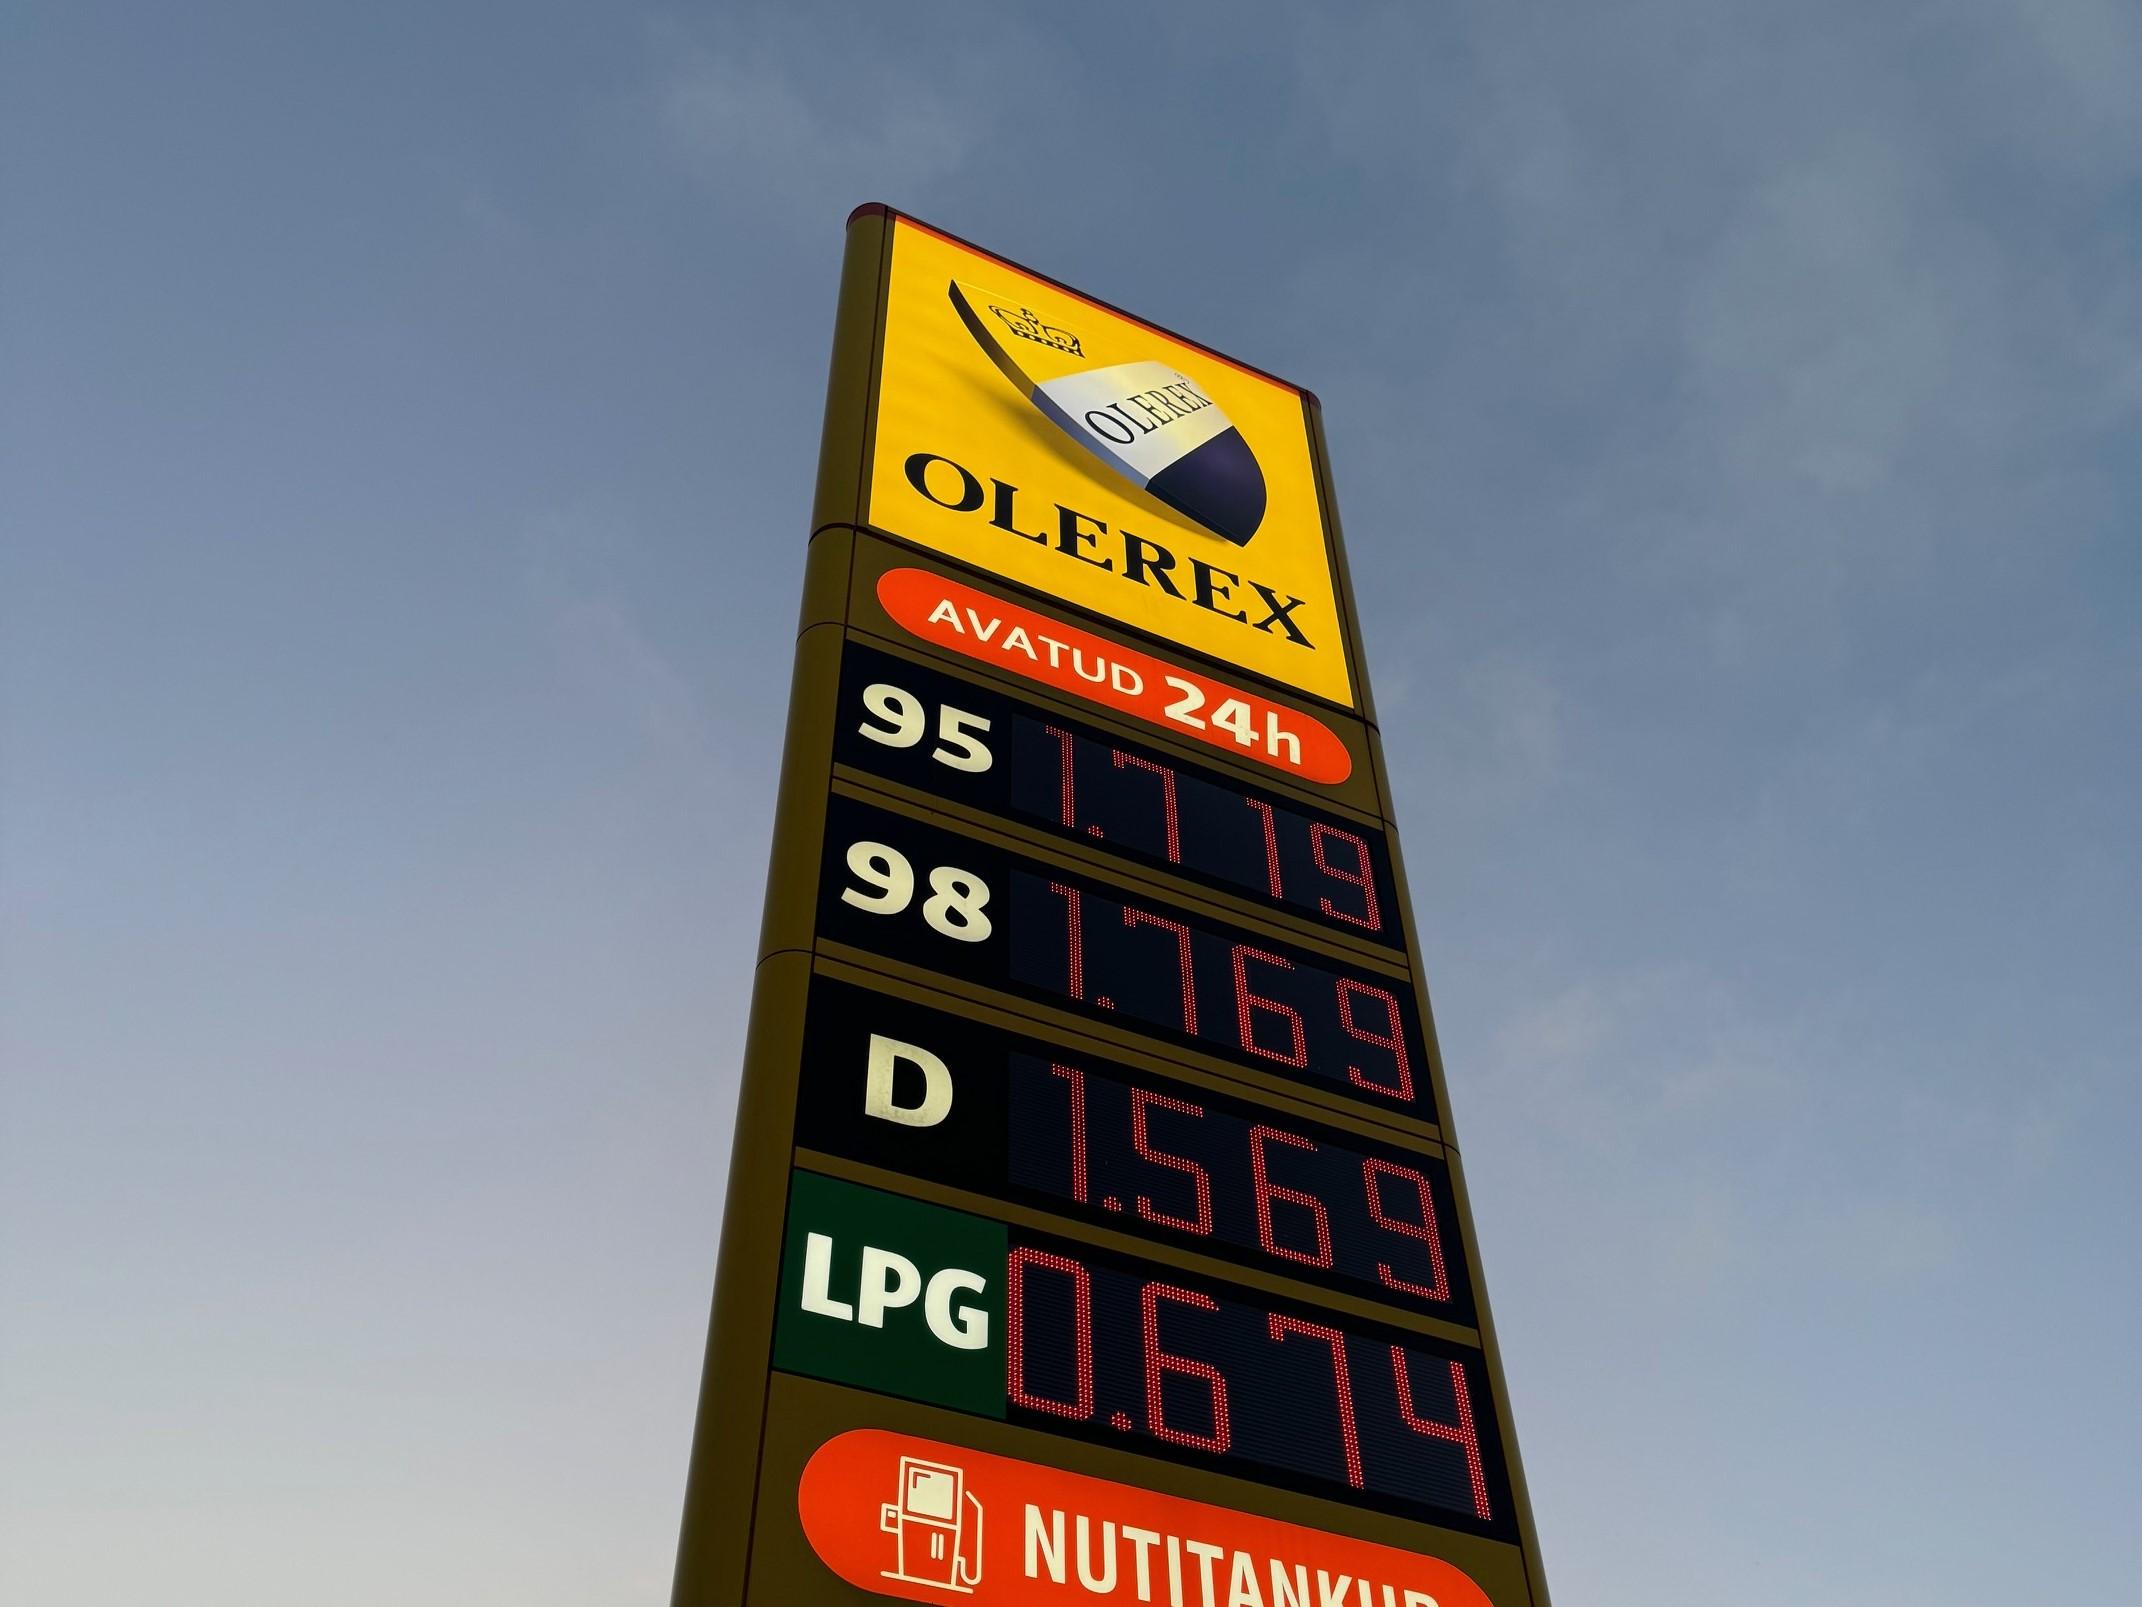 OLEREX
OLEREX
AVATUD 24h
95 1.719
98 1.769
D 1.569
LPG 0.674